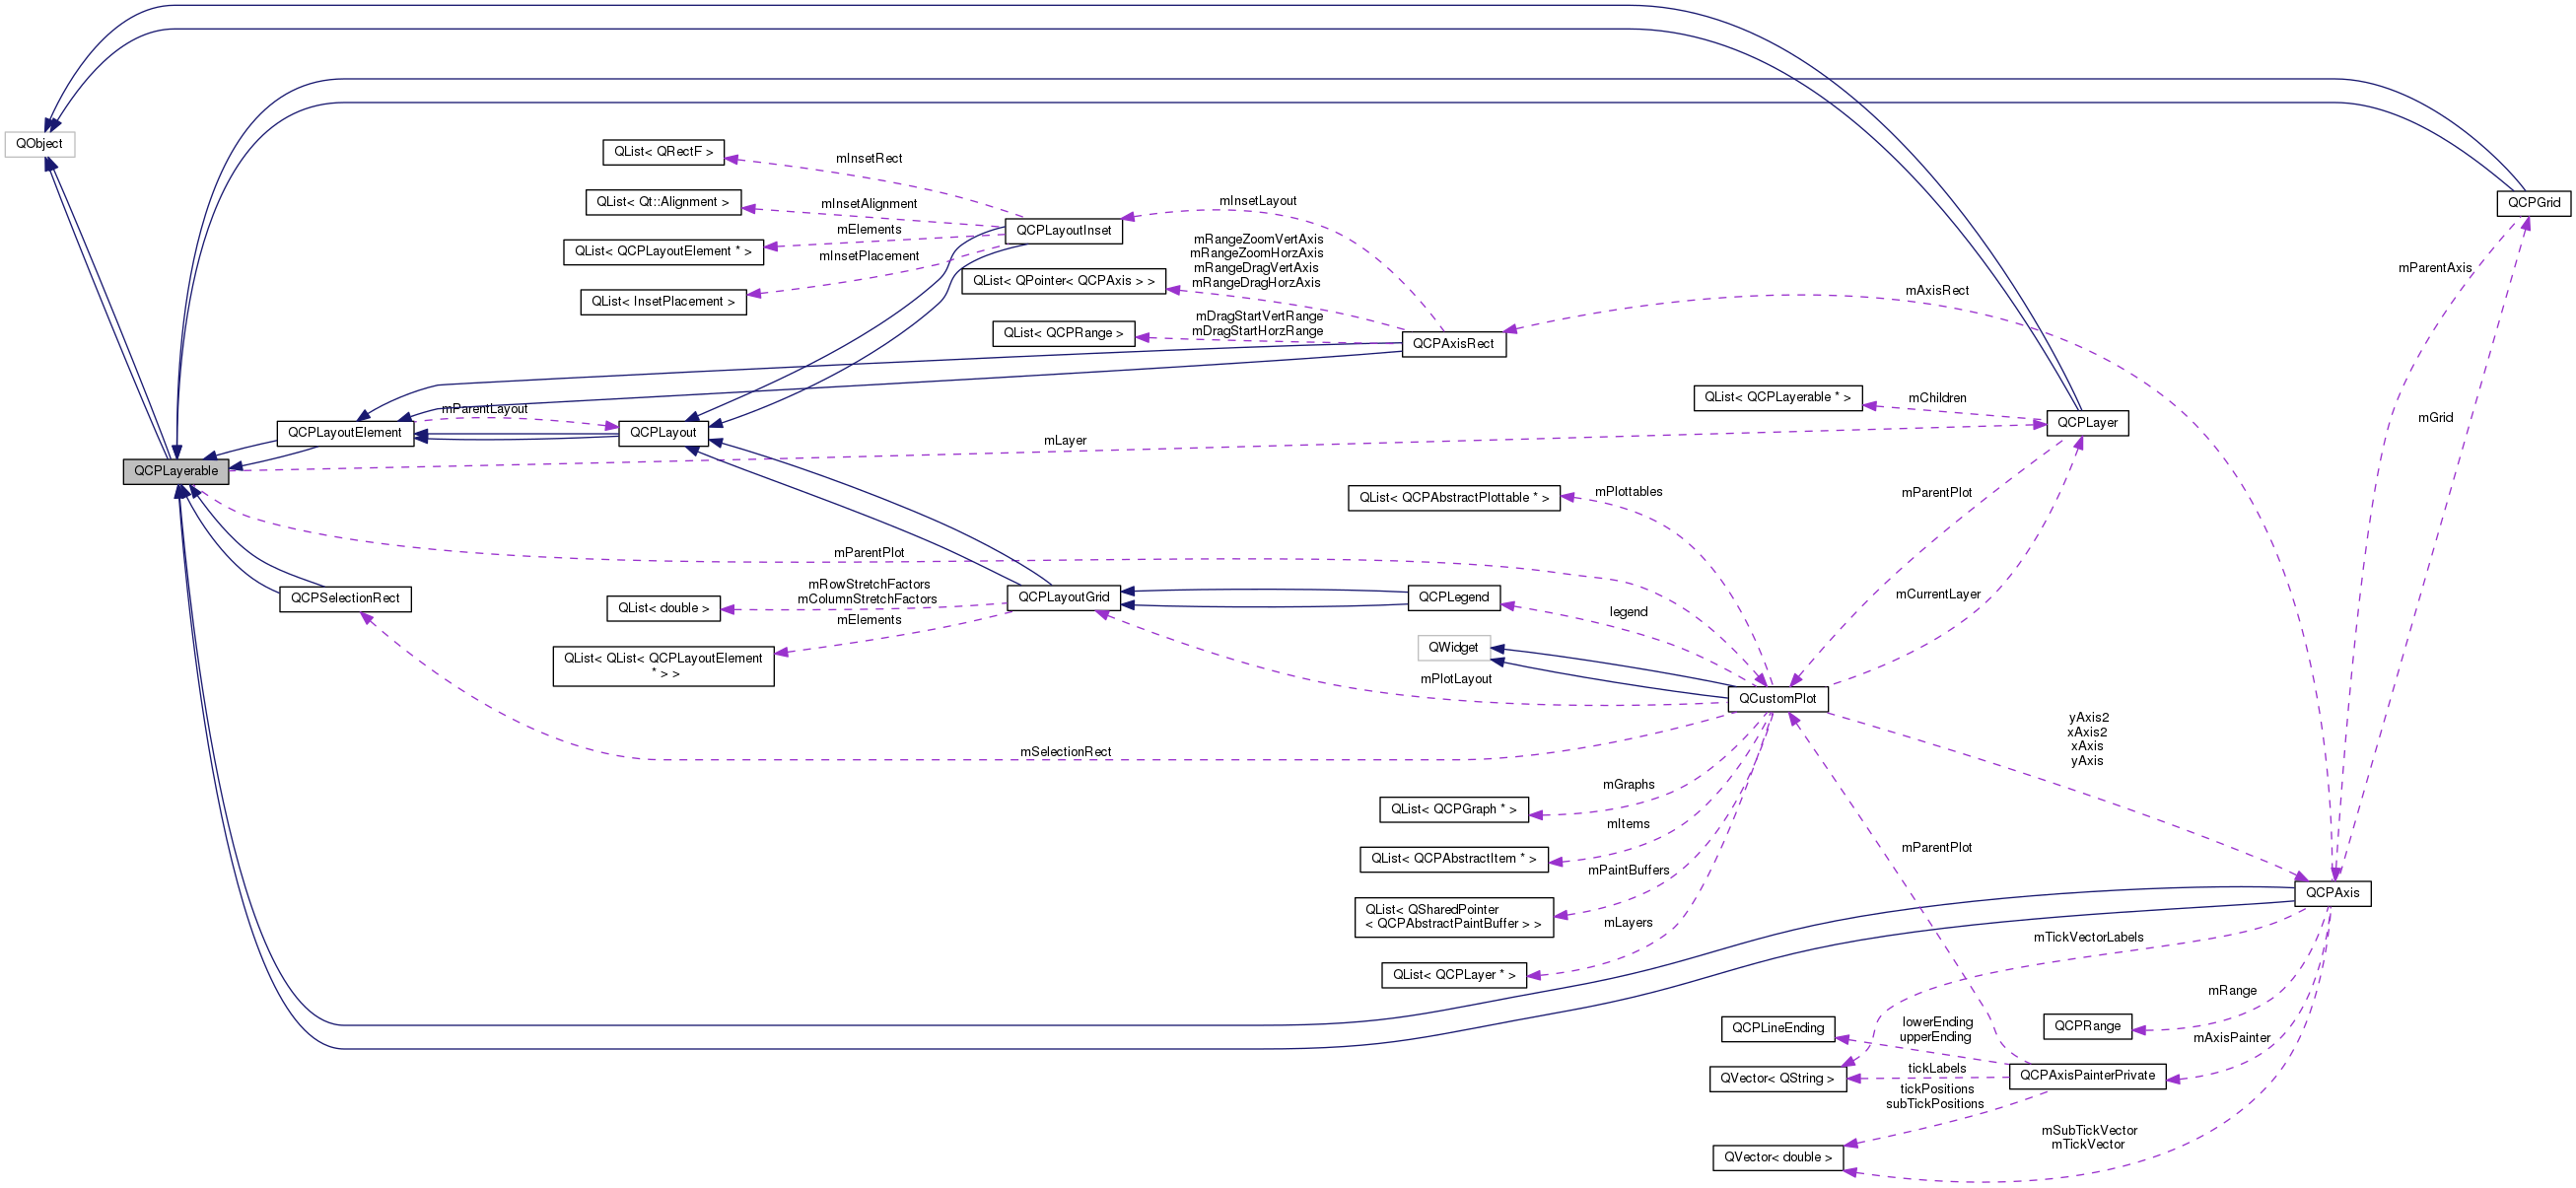 QObject
QList< QRectF >
mInsetRect
QList< Qt::Alignment >
mInsetAlignment
mElements
QList< QCPLayoutElement * >
mInsetPlacement
QList< InsetPlacement >
QCPLayoutInset
mInsetLayout
mRangeZoomVertAxis
mRangeZoomHorzAxis
mRangeDragVertAxis
mRangeDragHorzAxis
QList< QPointer< QCPAxis > >
mDragStartVertRange
mDragStartHorzRange
QList< QCPRange >
QCPAxisRect
mAxisRect
QCPGrid
mParentAxis
mGrid
QList< QCPLayerable * >
mChildren
QCPLayer
mParentLayout
QCPLayoutElement
QCPLayout
mLayer
QCPLayerable
QList< QCPAbstractPlottable * >
mPlottables
mParentPlot
mCurrentLayer
mParentPlot
QCPSelectionRect
QList< double >
mRowStretchFactors
mColumnStretchFactors
mElements
QList< QList< QCPLayoutElement
* > >
QCPLayoutGrid
QCPLegend
legend
QWidget
mPlotLayout
QCustomPlot
mSelectionRect
yAxis2
xAxis2
xAxis
yAxis
mGraphs
QList< QCPGraph * >
mItems
QList< QCPAbstractItem * >
mPaintBuffers
QList< QSharedPointer
< QCPAbstractPaintBuffer > >
mLayers
QList< QCPLayer * >
mParentPlot
QCPAxis
mTickVectorLabels
mRange
QCPRange
mAxisPainter
QCPLineEnding
lowerEnding
upperEnding
QVector< QString >
tickLabels
tickPositions
subTickPositions
QCPAxisPainterPrivate
mSubTickVector
mTickVector
QVector< double >